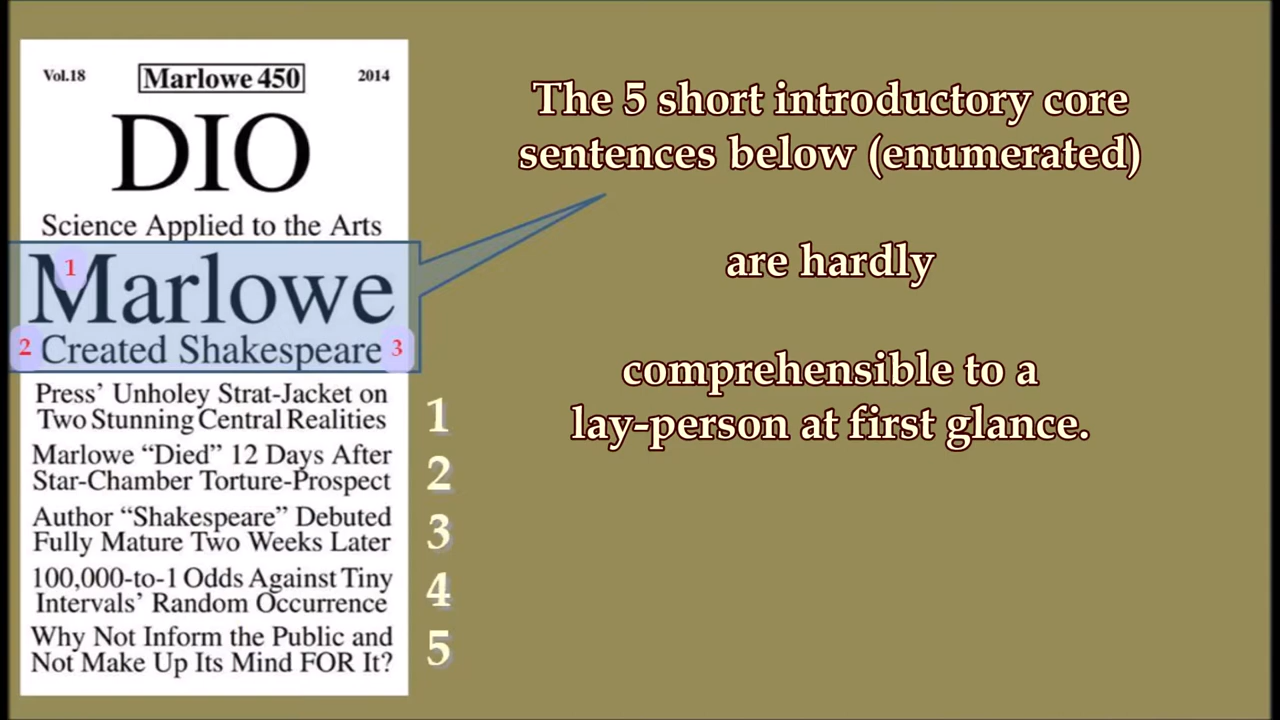 Vol.18 Marlowe 450 2014
DIO
Science Applied to the Arts
1
Marlowe
2 Created Shakespeare 3
Press’ Unholey Strat-Jacket on
Two Stunning Central Realities
1
Marlowe “Died” 12 Days After
Star-Chamber Torture-Prospect
2
Author “Shakespeare” Debuted
Fully Mature Two Weeks Later
3
100,000-to-1 Odds Against Tiny
Intervals’ Random Occurrence
4
Why Not Inform the Public and
Not Make Up Its Mind FOR It?
5
The 5 short introductory core
sentences below (enumerated)
are hardly
comprehensible to a
lay-person at first glance.